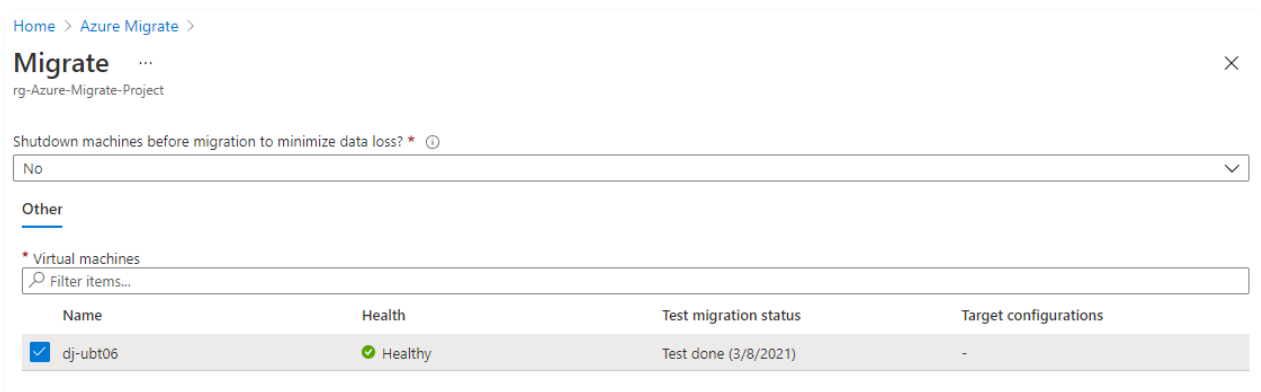 Home > Azure Migrate >
Migrate ...
rg-Azure-Migrate-Project
Shutdown machines before migration to minimize data loss? *
No
Other
* Virtual machines
Filter items...
Name Health Test migration status Target configurations
dj-ubt06 Healthy Test done (3/8/2021) -